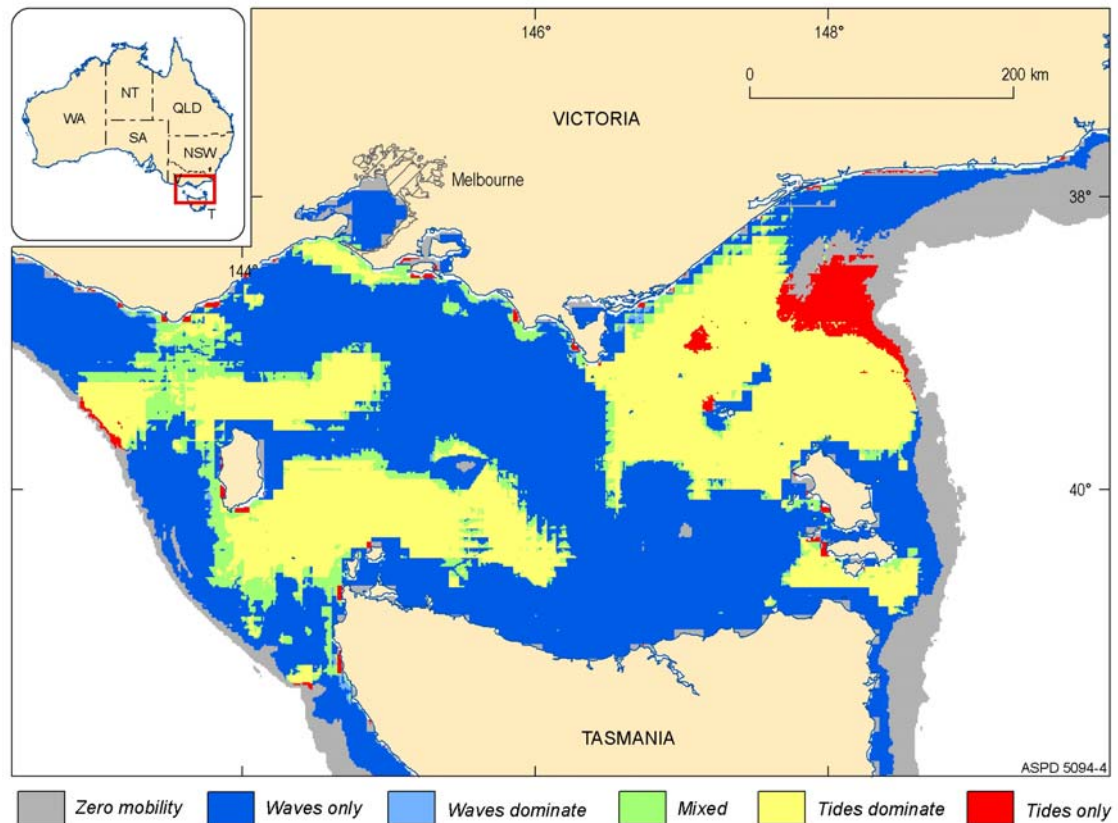 146°
148°
0
200 km
NT
WA
QLD
SA
NSW
V
T
VICTORIA
Melbourne
38°
144°
40°
TASMANIA
ASPD 5094-4
Zero mobility
Waves only
Waves dominate
Mixed
Tides dominate
Tides only